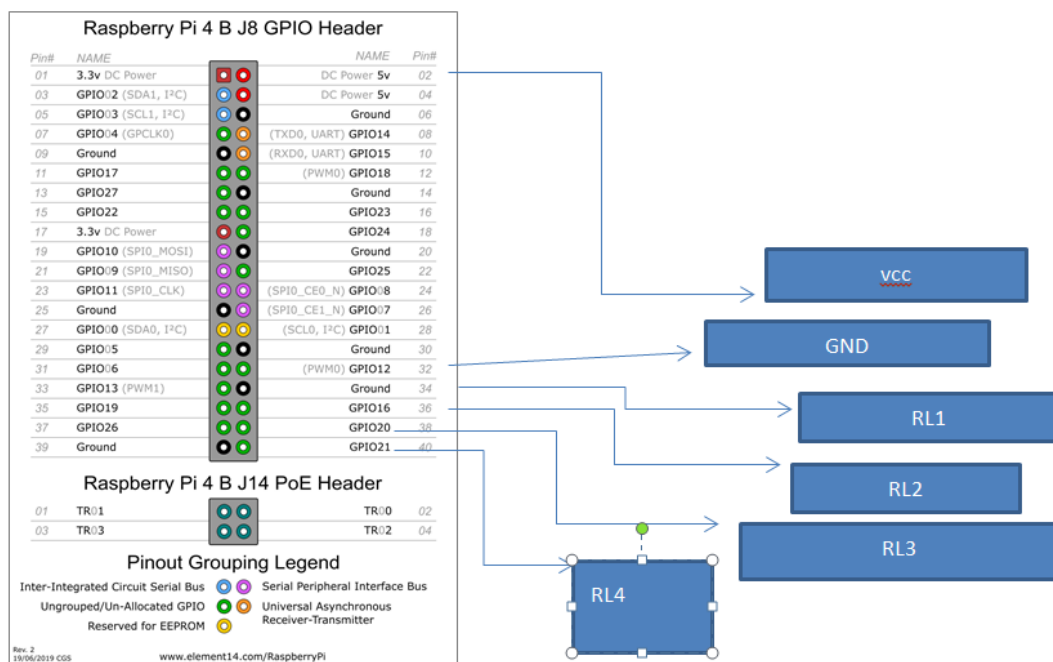 Raspberry Pi 4 B J8 GPIO Header
Pin# NAME NAME Pin#
01 3.3v DC Power DC Power 5v 02
03 GPIO02 (SDA1, I²C) DC Power 5v 04
05 GPIO03 (SCL1, I²C) Ground 06
07 GPIO04 (GPCLK0) (TXD0, UART) GPIO14 08
09 Ground (RXD0, UART) GPIO15 10
11 GPIO17 (PWM0) GPIO18 12
13 GPIO27 Ground 14
15 GPIO22 GPIO23 16
17 3.3v DC Power GPIO24 18
19 GPIO10 (SPI0_MOSI) Ground 20
21 GPIO09 (SPI0_MISO) GPIO25 22
23 GPIO11 (SPI0_CLK) (SPI0_CE0_N) GPIO08 24
25 Ground (SPI0_CE1_N) GPIO07 26
27 GPIO00 (SDA0, I²C) (SCL0, I²C) GPIO01 28
29 GPIO05 Ground 30
31 GPIO06 (PWM0) GPIO12 32
33 GPIO13 (PWM1) Ground 34
35 GPIO19 GPIO16 36
37 GPIO26 GPIO20 38
39 Ground GPIO21 40
Raspberry Pi 4 B J14 PoE Header
01 TR01 TR00 02
03 TR03 TR02 04
Pinout Grouping Legend
Inter-Integrated Circuit Serial Bus Serial Peripheral Interface Bus
Ungrouped/Un-Allocated GPIO Universal Asynchronous
Receiver-Transmitter
Reserved for EEPROM
Rev. 2
19/06/2019 CGS www.element14.com/RaspberryPi
vcc
GND
RL1
RL2
RL3
RL4